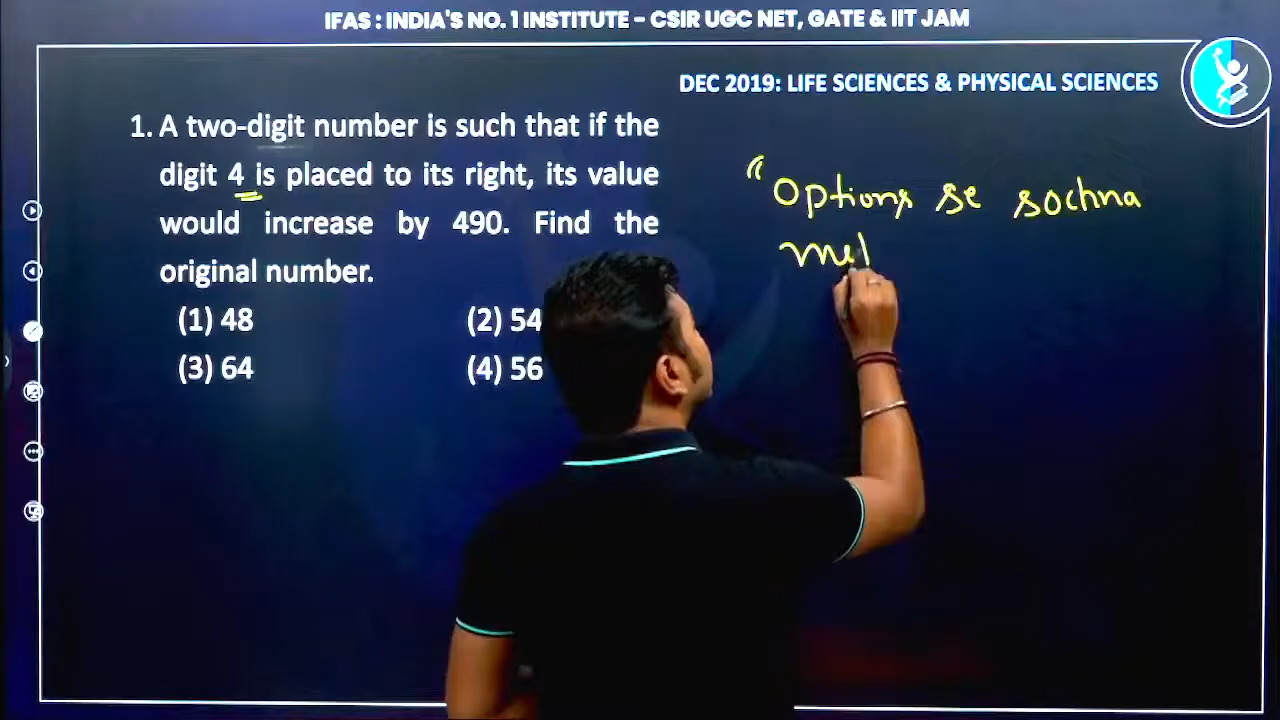 IFAS : INDIA'S NO. 1 INSTITUTE – CSIR UGC NET, GATE & IIT JAM
DEC 2019: LIFE SCIENCES & PHYSICAL SCIENCES
1. A two-digit number is such that if the
digit 4 is placed to its right, its value
would increase by 490. Find the
original number.
(1) 48 (2) 54
(3) 64 (4) 56
"Options se sochna